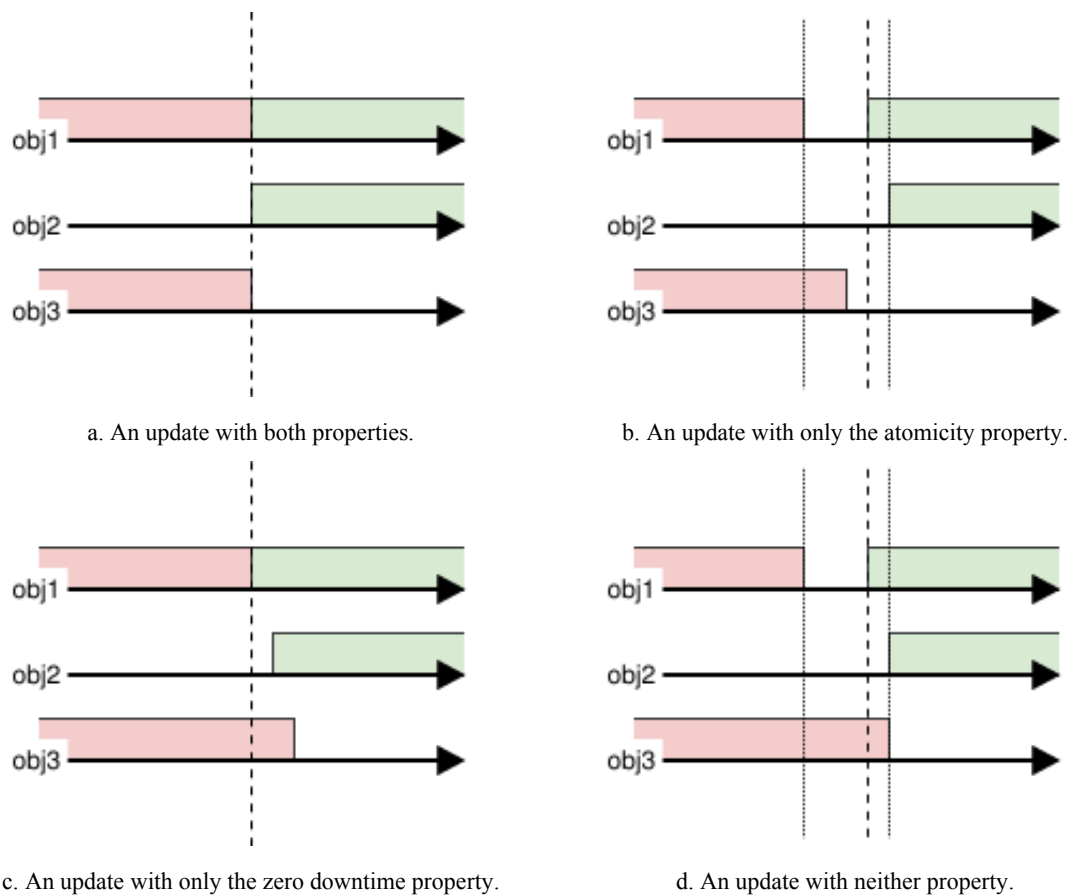 obj1
obj2
obj3
a. An update with both properties.
obj1
obj2
obj3
b. An update with only the atomicity property.
obj1
obj2
obj3
c. An update with only the zero downtime property.
obj1
obj2
obj3
d. An update with neither property.